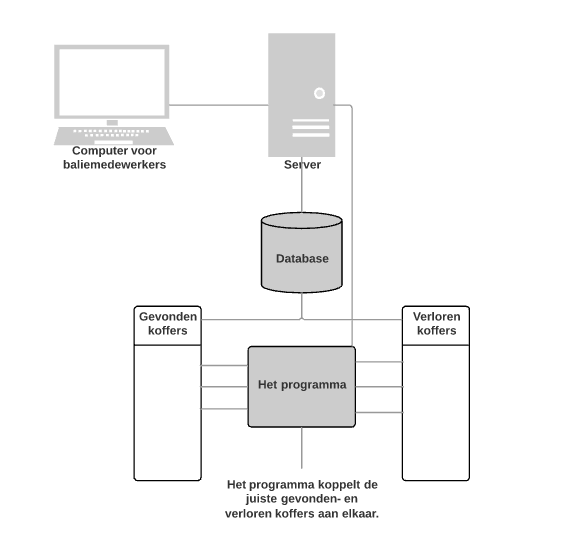 Computer voor
baliemedewerkers
Server
Database
Gevonden
koffers
Verloren
koffers
Het programma
Het programma koppelt de
juiste gevonden- en
verloren koffers aan elkaar.